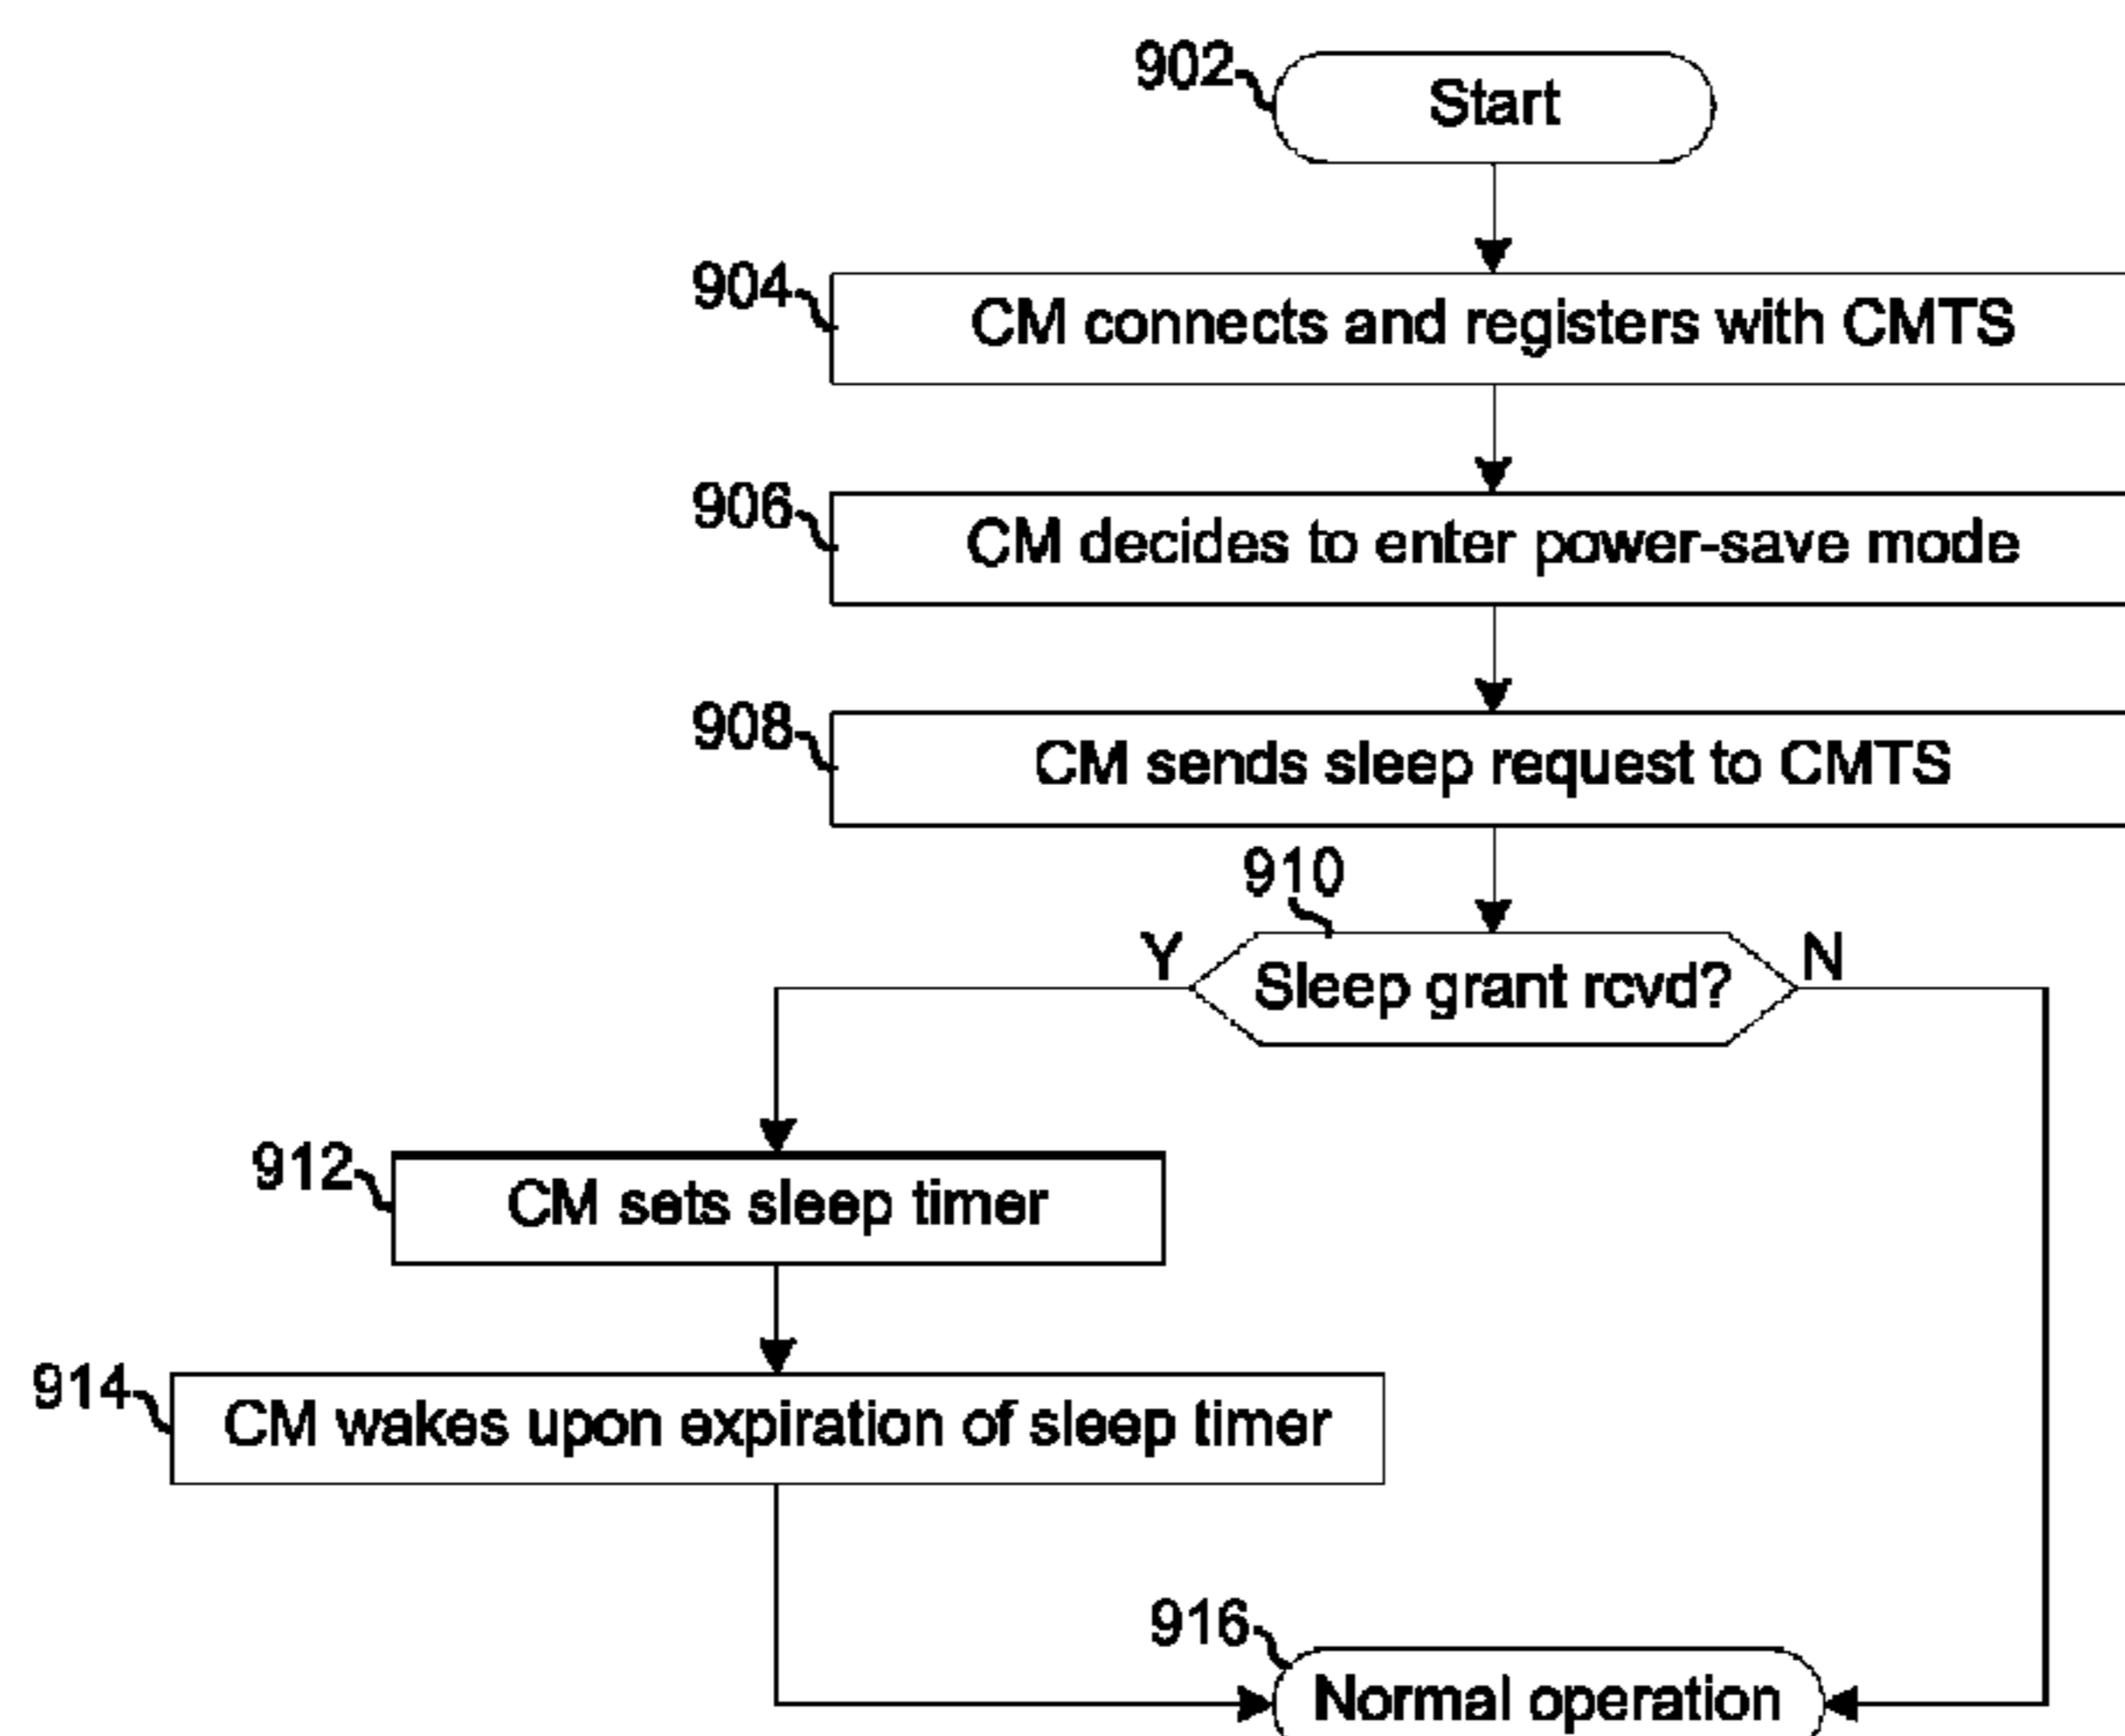 902
Start
904
CM connects and registers with CMTS
906
CM decides to enter power-save mode
908
CM sends sleep request to CMTS
910
Y
Sleep grant rcvd?
N
912
CM sets sleep timer
914
CM wakes upon expiration of sleep timer
916
Normal operation